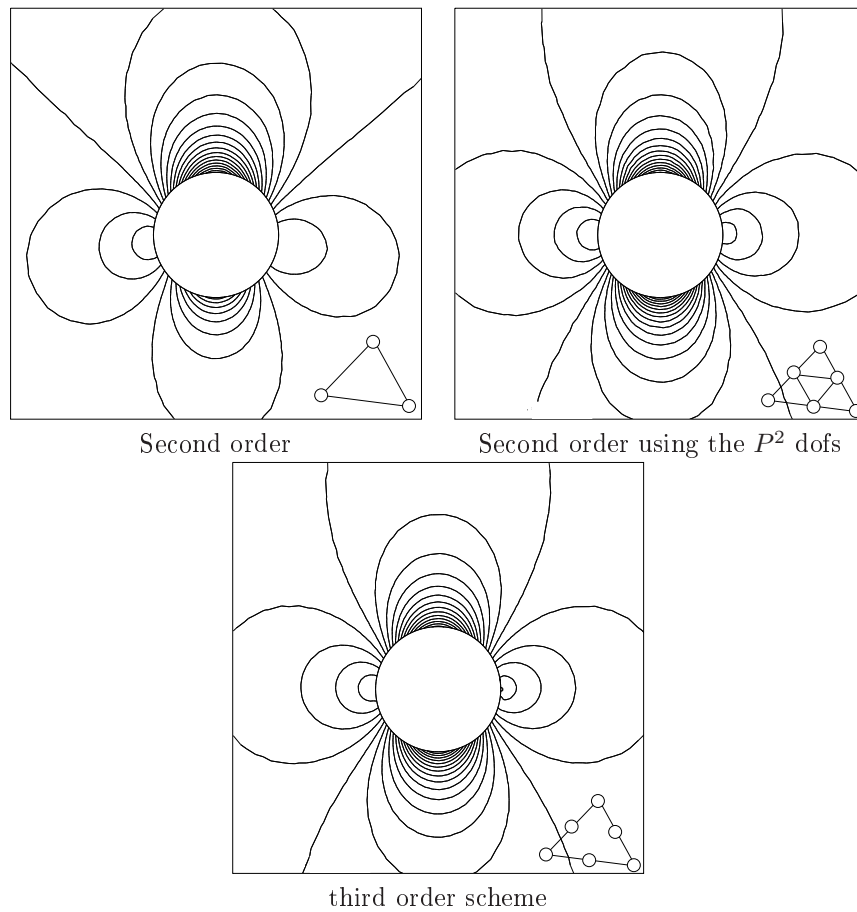 Second order
Second order using the P² dofs
third order scheme